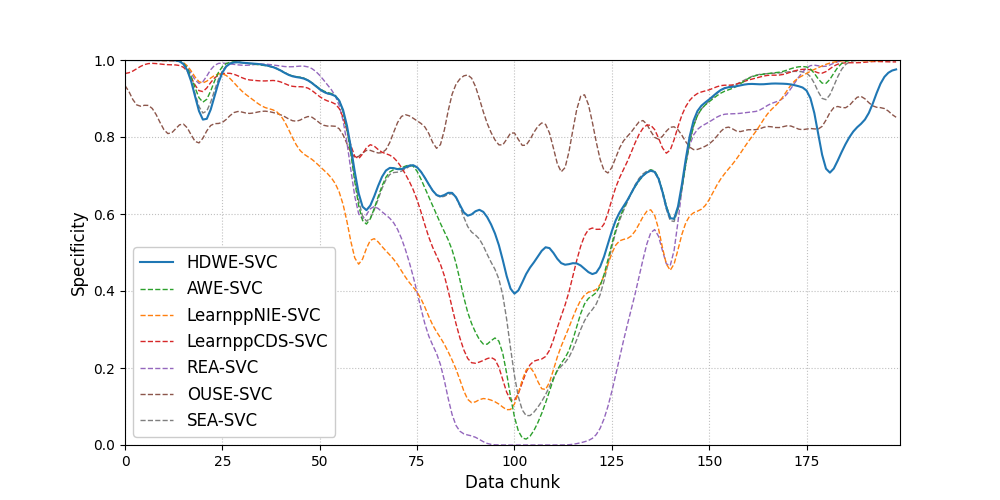 1.0
0.8
0.6
0.4
0.2
0.0
Specificity
HDWE-SVC
AWE-SVC
LearnppNIE-SVC
LearnppCDS-SVC
REA-SVC
OUSE-SVC
SEA-SVC
0 25 50 75 100 125 150 175
Data chunk